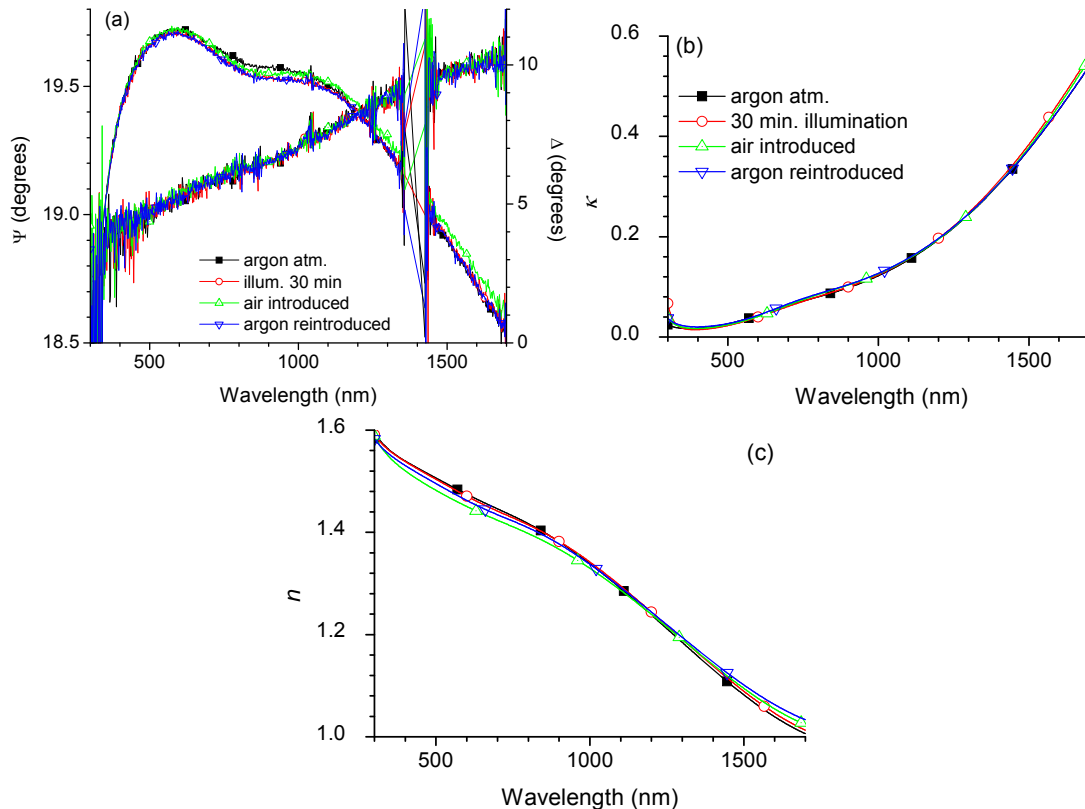 (a)
19.5
19.0
18.5
Ψ (degrees)
10
5
0
Δ (degrees)
argon atm.
illum. 30 min
air introduced
argon reintroduced
500
1000
1500
Wavelength (nm)
(b)
0.6
0.4
0.2
0.0
κ
argon atm.
30 min. illumination
air introduced
argon reintroduced
500
1000
1500
Wavelength (nm)
(c)
1.6
1.4
1.2
1.0
n
500
1000
1500
Wavelength (nm)